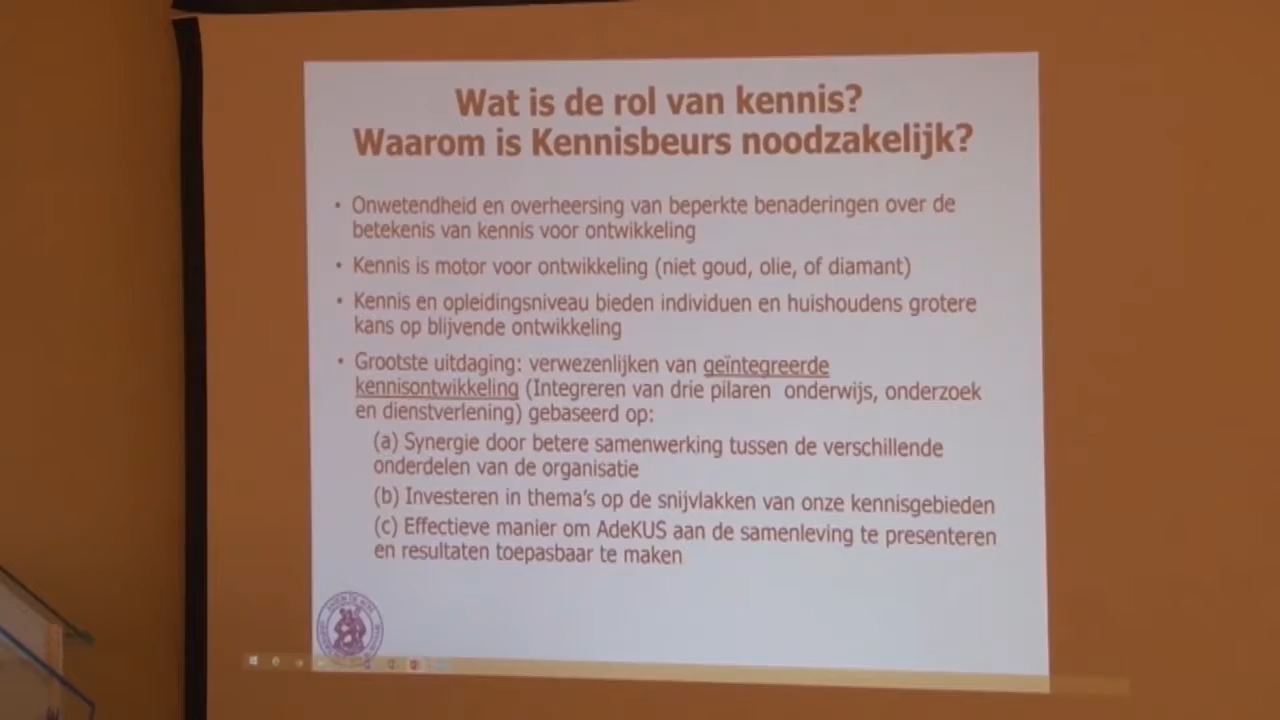 Wat is de rol van kennis?
Waarom is Kennisbeurs noodzakelijk?
• Onwetendheid en overheersing van beperkte benaderingen over de
betekenis van kennis voor ontwikkeling
• Kennis is motor voor ontwikkeling (niet goud, olie, of diamant)
• Kennis en opleidingsniveau bieden individuen en huishoudens grotere
kans op blijvende ontwikkeling
• Grootste uitdaging: verwezenlijken van geïntegreerde
kennisontwikkeling (Integreren van drie pilaren onderwijs, onderzoek
en dienstverlening) gebaseerd op:
(a) Synergie door betere samenwerking tussen de verschillende
onderdelen van de organisatie
(b) Investeren in thema's op de snijvlakken van onze kennisgebieden
(c) Effectieve manier om AdeKUS aan de samenleving te presenteren
en resultaten toepasbaar te maken